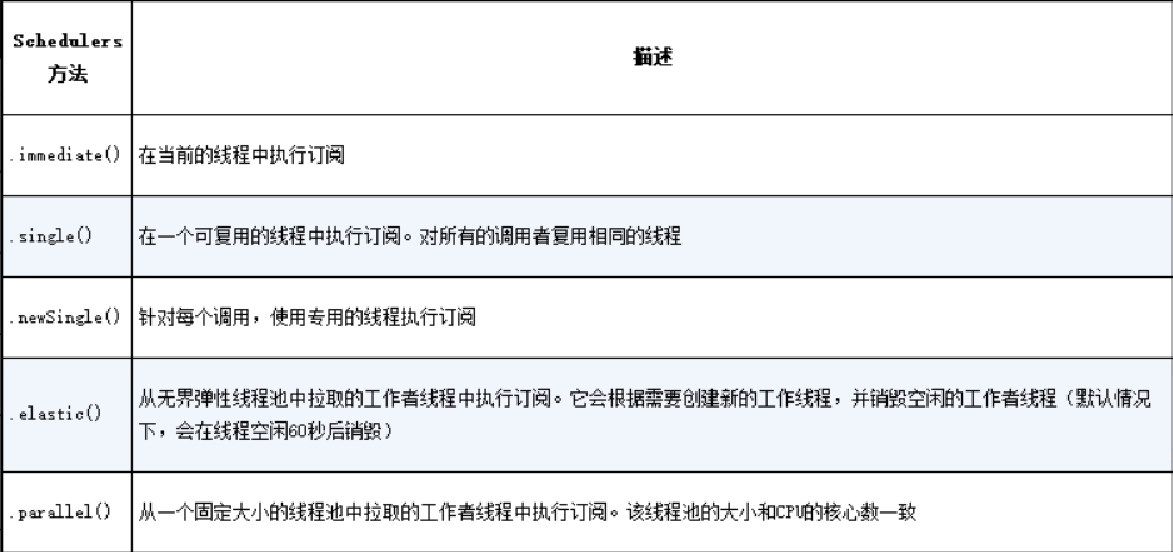 Schedulers
方法
描述
.immediate()
在当前的线程中执行订阅
.single()
在一个可复用的线程中执行订阅。对所有的调用者复用相同的线程
.newSingle()
针对每个调用，使用专用的线程执行订阅
.elastic()
从无界弹性线程池中拉取的工作者线程中执行订阅。它会根据需要创建新的工作线程，并销毁空闲的工作者线程（默认情况
下，会在线程空闲60秒后销毁）
.parallel()
从一个固定大小的线程池中拉取的工作者线程中执行订阅。该线程池的大小和CPU的核心数一致